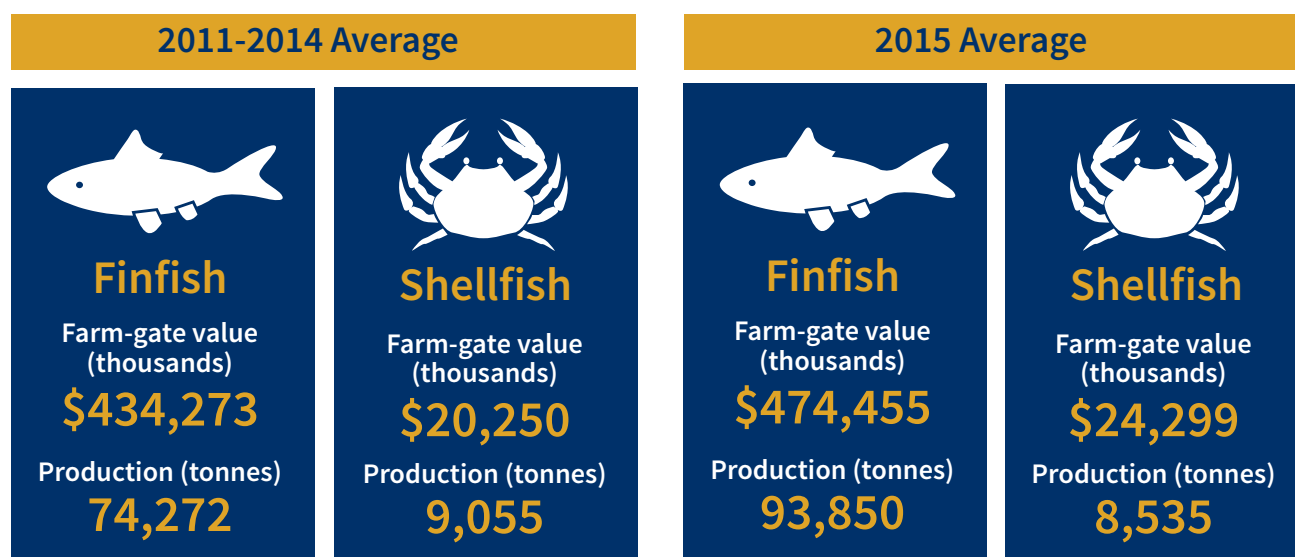 2011-2014 Average
Finfish
Farm-gate value
(thousands)
$434,273
Production (tonnes)
74,272
Shellfish
Farm-gate value
(thousands)
$20,250
Production (tonnes)
9,055
2015 Average
Finfish
Farm-gate value
(thousands)
$474,455
Production (tonnes)
93,850
Shellfish
Farm-gate value
(thousands)
$24,299
Production (tonnes)
8,535